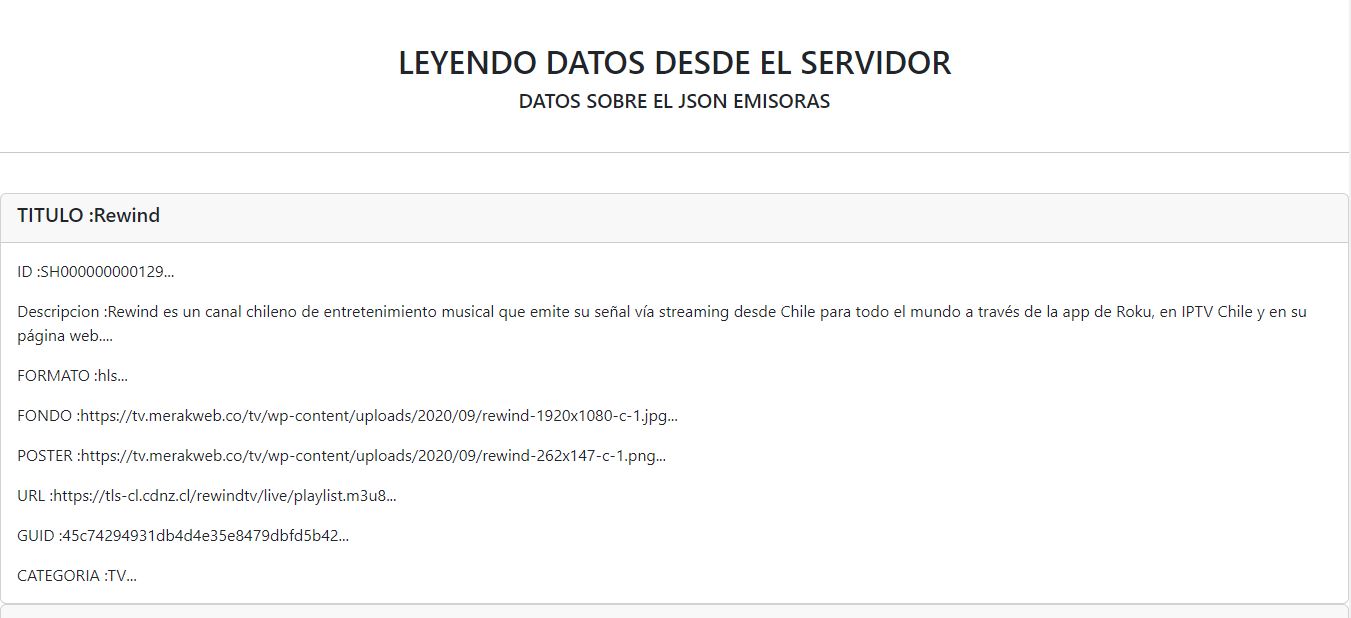 LEYENDO DATOS DESDE EL SERVIDOR
DATOS SOBRE EL JSON EMISORAS
TITULO :Rewind
ID :SH000000000129...
Descripcion :Rewind es un canal chileno de entretenimiento musical que emite su señal vía streaming desde Chile para todo el mundo a través de la app de Roku, en IPTV Chile y en su
página web....
FORMATO :hls...
FONDO :https://tv.merakweb.co/tv/wp-content/uploads/2020/09/rewind-1920x1080-c-1.jpg...
POSTER :https://tv.merakweb.co/tv/wp-content/uploads/2020/09/rewind-262x147-c-1.png...
URL :https://tls-cl.cdnz.cl/rewindtv/live/playlist.m3u8...
GUID :45c74294931db4d4e35e8479dbfd5b42...
CATEGORIA :TV...